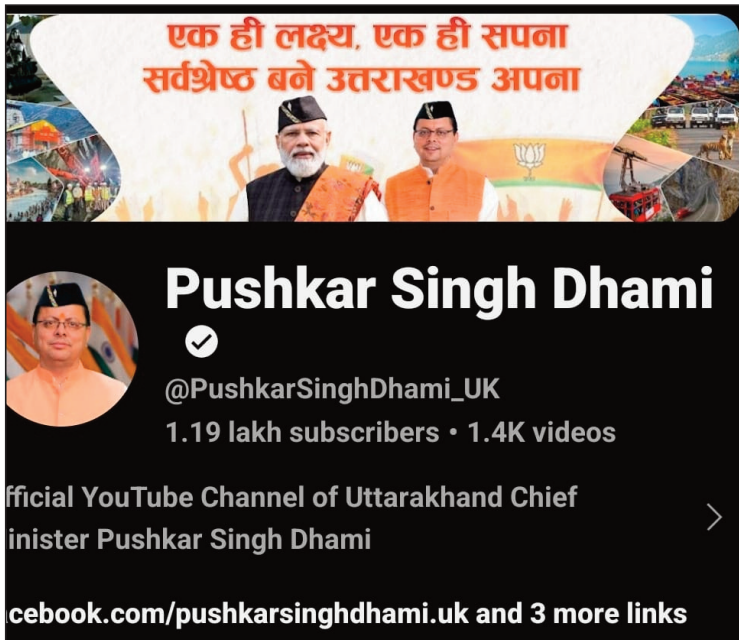 एक ही लक्ष्य, एक ही सपना
सर्वश्रेष्ठ बने उत्तराखण्ड अपना
Pushkar Singh Dhami
@PushkarSinghDhami_UK
1.19 lakh subscribers • 1.4K videos
fficial YouTube Channel of Uttarakhand Chief
inister Pushkar Singh Dhami
cebook.com/pushkarsinghdhami.uk and 3 more links